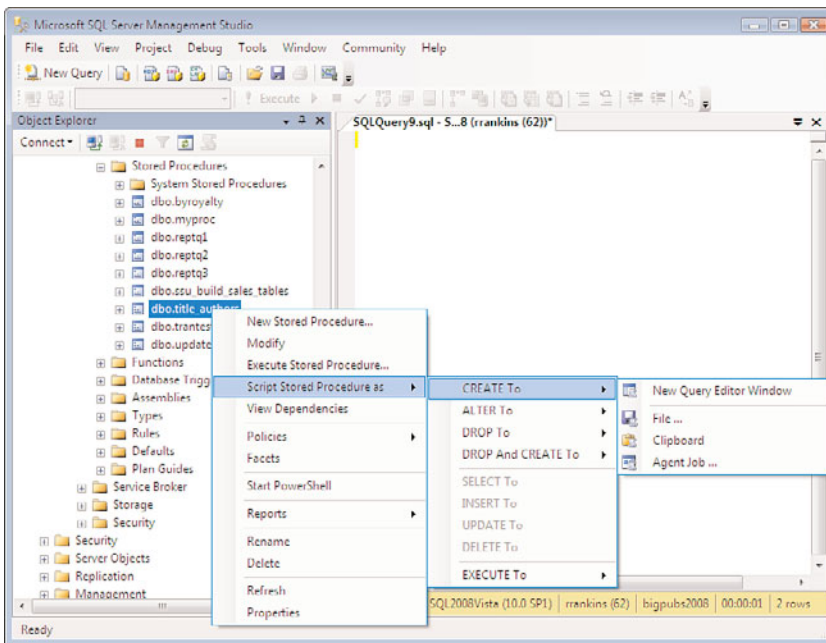 Microsoft SQL Server Management Studio
File Edit View Project Debug Tools Window Community Help
New Query
Execute
Object Explorer
SQLQuery9.sql - S...8 (rrankins (62))*
Connect
Stored Procedures
System Stored Procedures
dbo.byroyalty
dbo.myproc
dbo.reptq1
dbo.reptq2
dbo.reptq3
dbo.ssu_build_sales_tables
dbo.title_authors
dbo.trantes
dbo.update
Functions
Database Trigg
Assemblies
Types
Rules
Defaults
Plan Guides
Service Broker
Storage
Security
Security
Server Objects
Replication
Management
New Stored Procedure...
Modify
Execute Stored Procedure...
Script Stored Procedure as
View Dependencies
Policies
Facets
Start PowerShell
Reports
Rename
Delete
Refresh
Properties
CREATE To
ALTER To
DROP To
DROP And CREATE To
SELECT To
INSERT To
UPDATE To
DELETE To
EXECUTE To
New Query Editor Window
File ...
Clipboard
Agent Job ...
SQL2008Vista (10.0 SP1) rrankins (62) bigpubs2008 00:00:01 2 rows
Ready